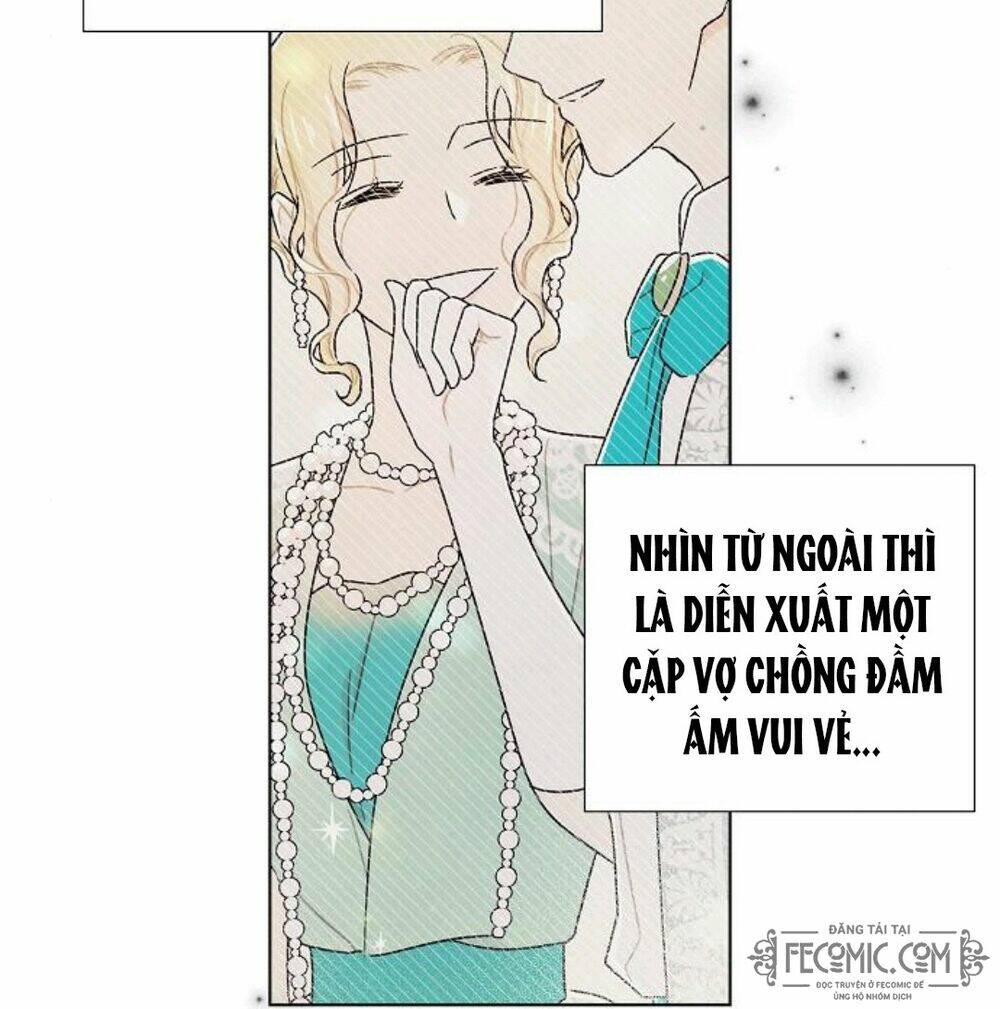 NHÌN TỪ NGOÀI THÌ
LÀ DIỄN XUẤT MỘT
CẶP VỢ CHỒNG ĐẦM
ẤM VUI VẺ...
ĐĂNG TẢI TẠI
FECOMIC.COM
ĐỌC TRUYỆN Ở FECOMIC ĐỂ
ỦNG HỘ NHÓM DỊCH